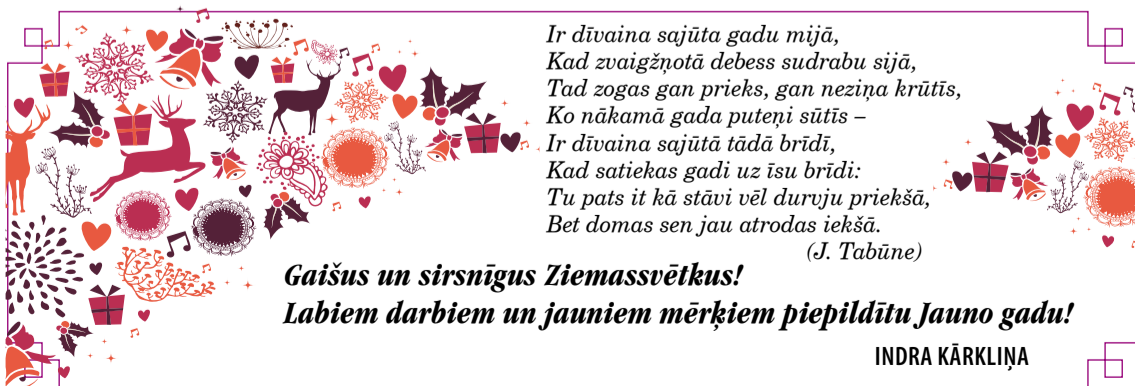 Ir dīvaina sajūta gadu mijā,
Kad zvaigžņotā debess sudrabu sijā,
Tad zogas gan prieks, gan neziņa krūtīs,
Ko nākamā gada puteņi sūtīs –
Ir dīvaina sajūtā tādā brīdī,
Kad satiekas gadi uz īsu brīdi:
Tu pats it kā stāvi vēl durvju priekšā,
Bet domas sen jau atrodas iekšā.
(J. Tabūne)
Gaišus un sirsnīgus Ziemassvētkus!
Labiem darbiem un jauniem mērķiem piepildītu Jauno gadu!
INDRA KĀRKLIŅA